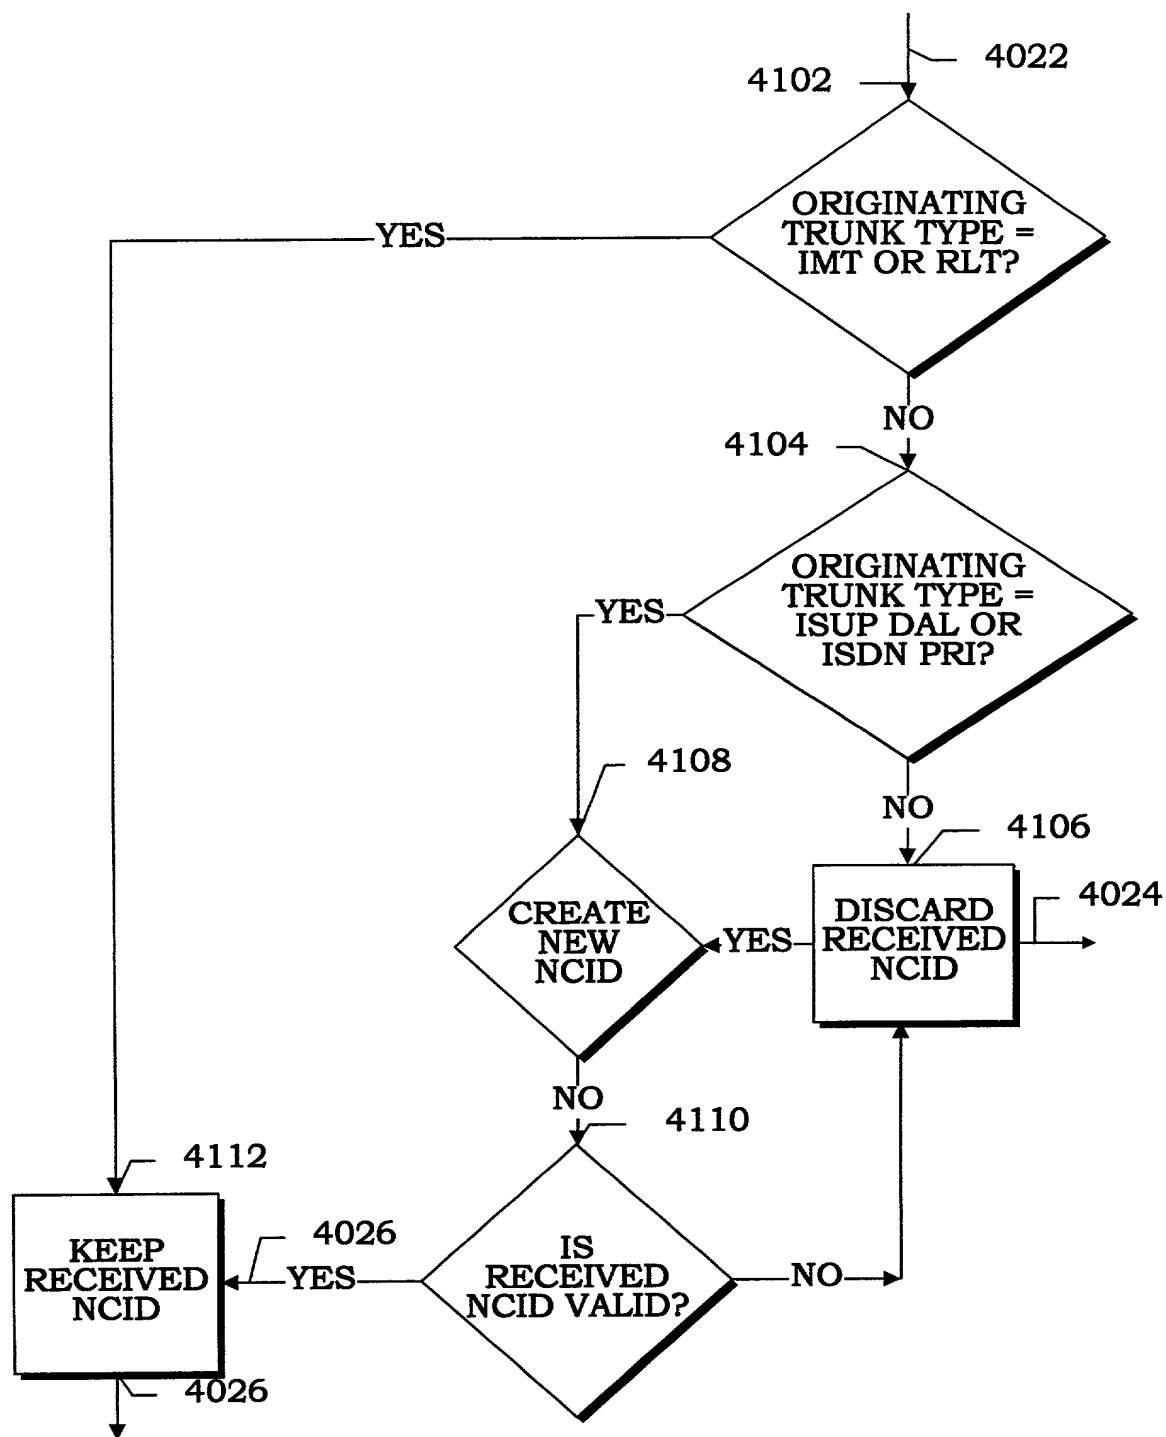 4022
4102
ORIGINATING
TRUNK TYPE =
IMT OR RLT?
YES
NO
4104
ORIGINATING
TRUNK TYPE =
ISUP DAL OR
ISDN PRI?
YES
NO
4108
4106
4024
CREATE
NEW
NCID
YES
DISCARD
RECEIVED
NCID
NO
4110
4112
4026
KEEP
RECEIVED
NCID
YES
IS
RECEIVED
NCID VALID?
NO
4026